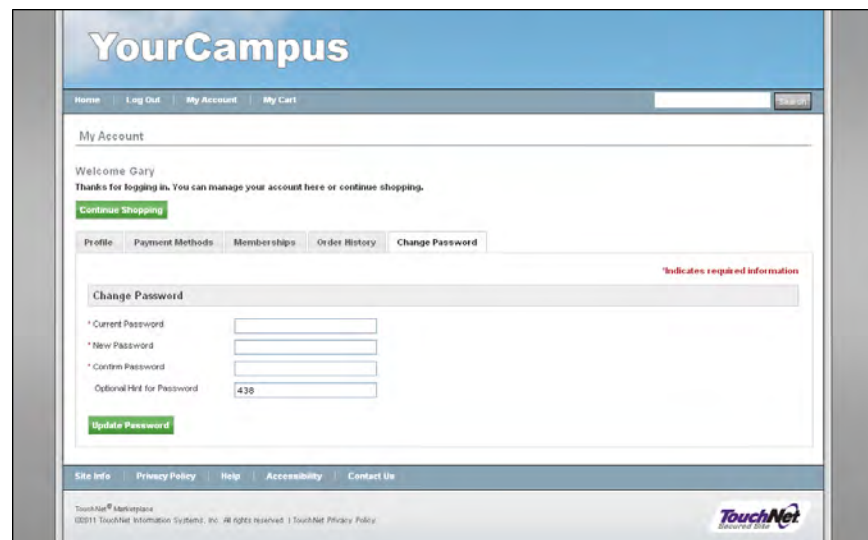 YourCampus
Home Log Out My Account My Cart Search
My Account
Welcome Gary
Thanks for logging in. You can manage your account here or continue shopping.
Continue Shopping
Profile Payment Methods Memberships Order History Change Password
*Indicates required information
Change Password
* Current Password
* New Password
* Confirm Password
Optional Hint for Password 438
Update Password
Site Info Privacy Policy Help Accessibility Contact Us
TouchNet® Marketplace
©2011 TouchNet Information Systems, Inc. All rights reserved. | TouchNet Privacy Policy
TouchNet
Secured Site